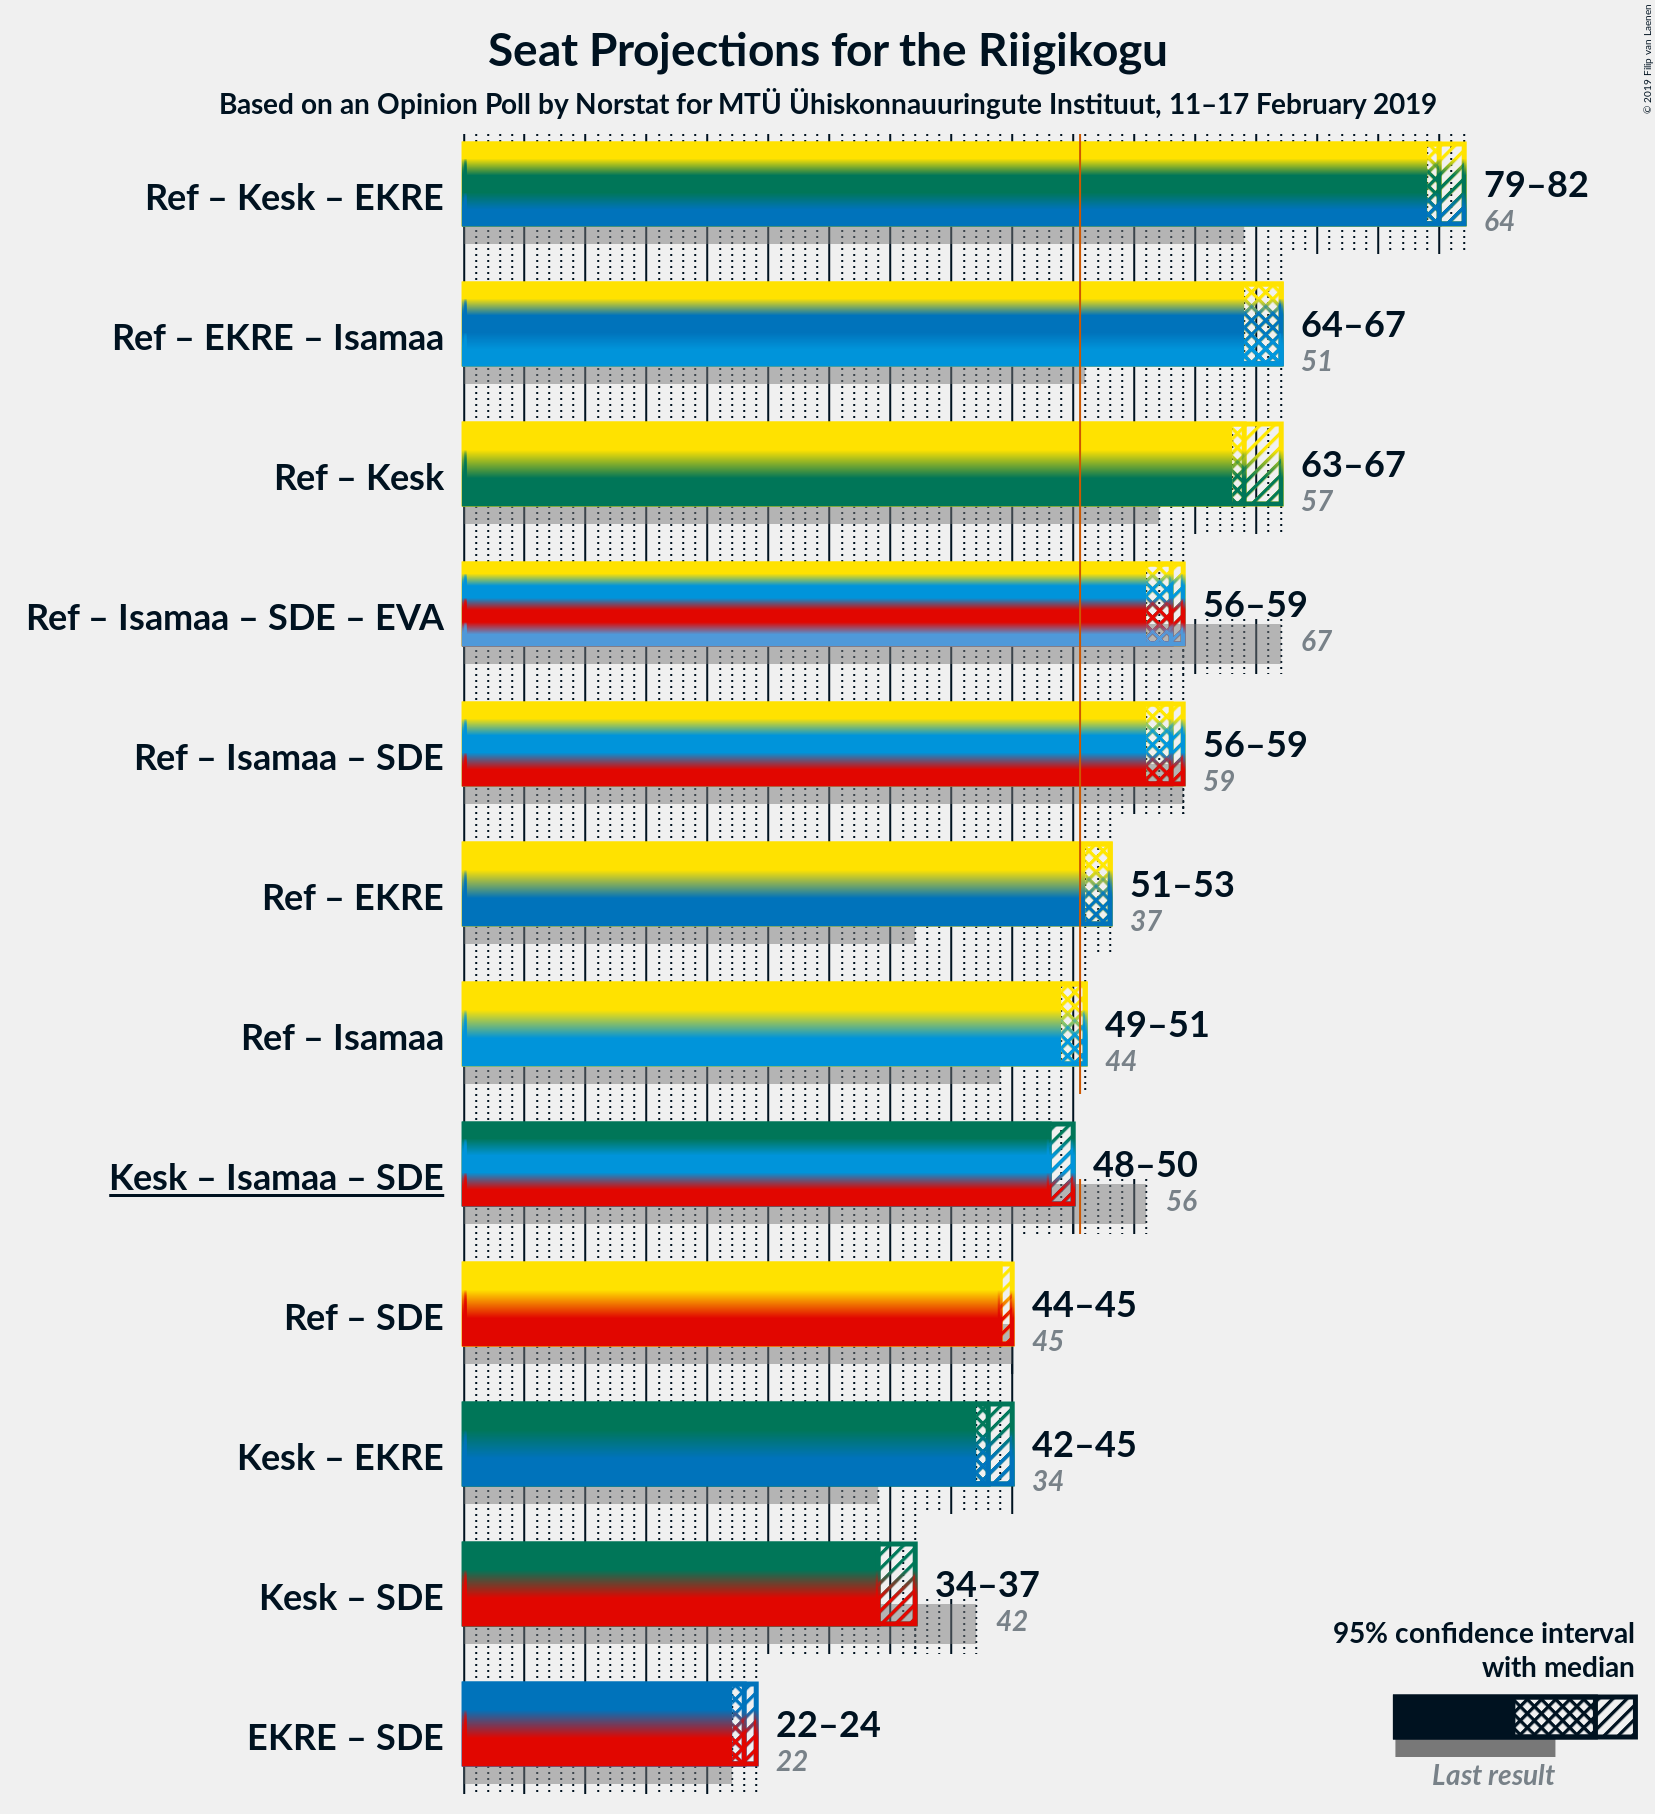 Seat Projections for the Riigikogu
Based on an Opinion Poll by Norstat for MTÜ Ühiskonnauuringute Instituut, 11–17 February 2019
© 2019 Filip van Laenen
Ref – Kesk – EKRE
79–82
64
Ref – EKRE – Isamaa
64–67
51
Ref – Kesk
63–67
57
Ref – Isamaa – SDE – EVA
56–59
67
Ref – Isamaa – SDE
56–59
59
Ref – EKRE
51–53
37
Ref – Isamaa
49–51
44
Kesk – Isamaa – SDE
48–50
56
Ref – SDE
44–45
45
Kesk – EKRE
42–45
34
Kesk – SDE
34–37
42
EKRE – SDE
22–24
22
95% confidence interval
with median
Last result